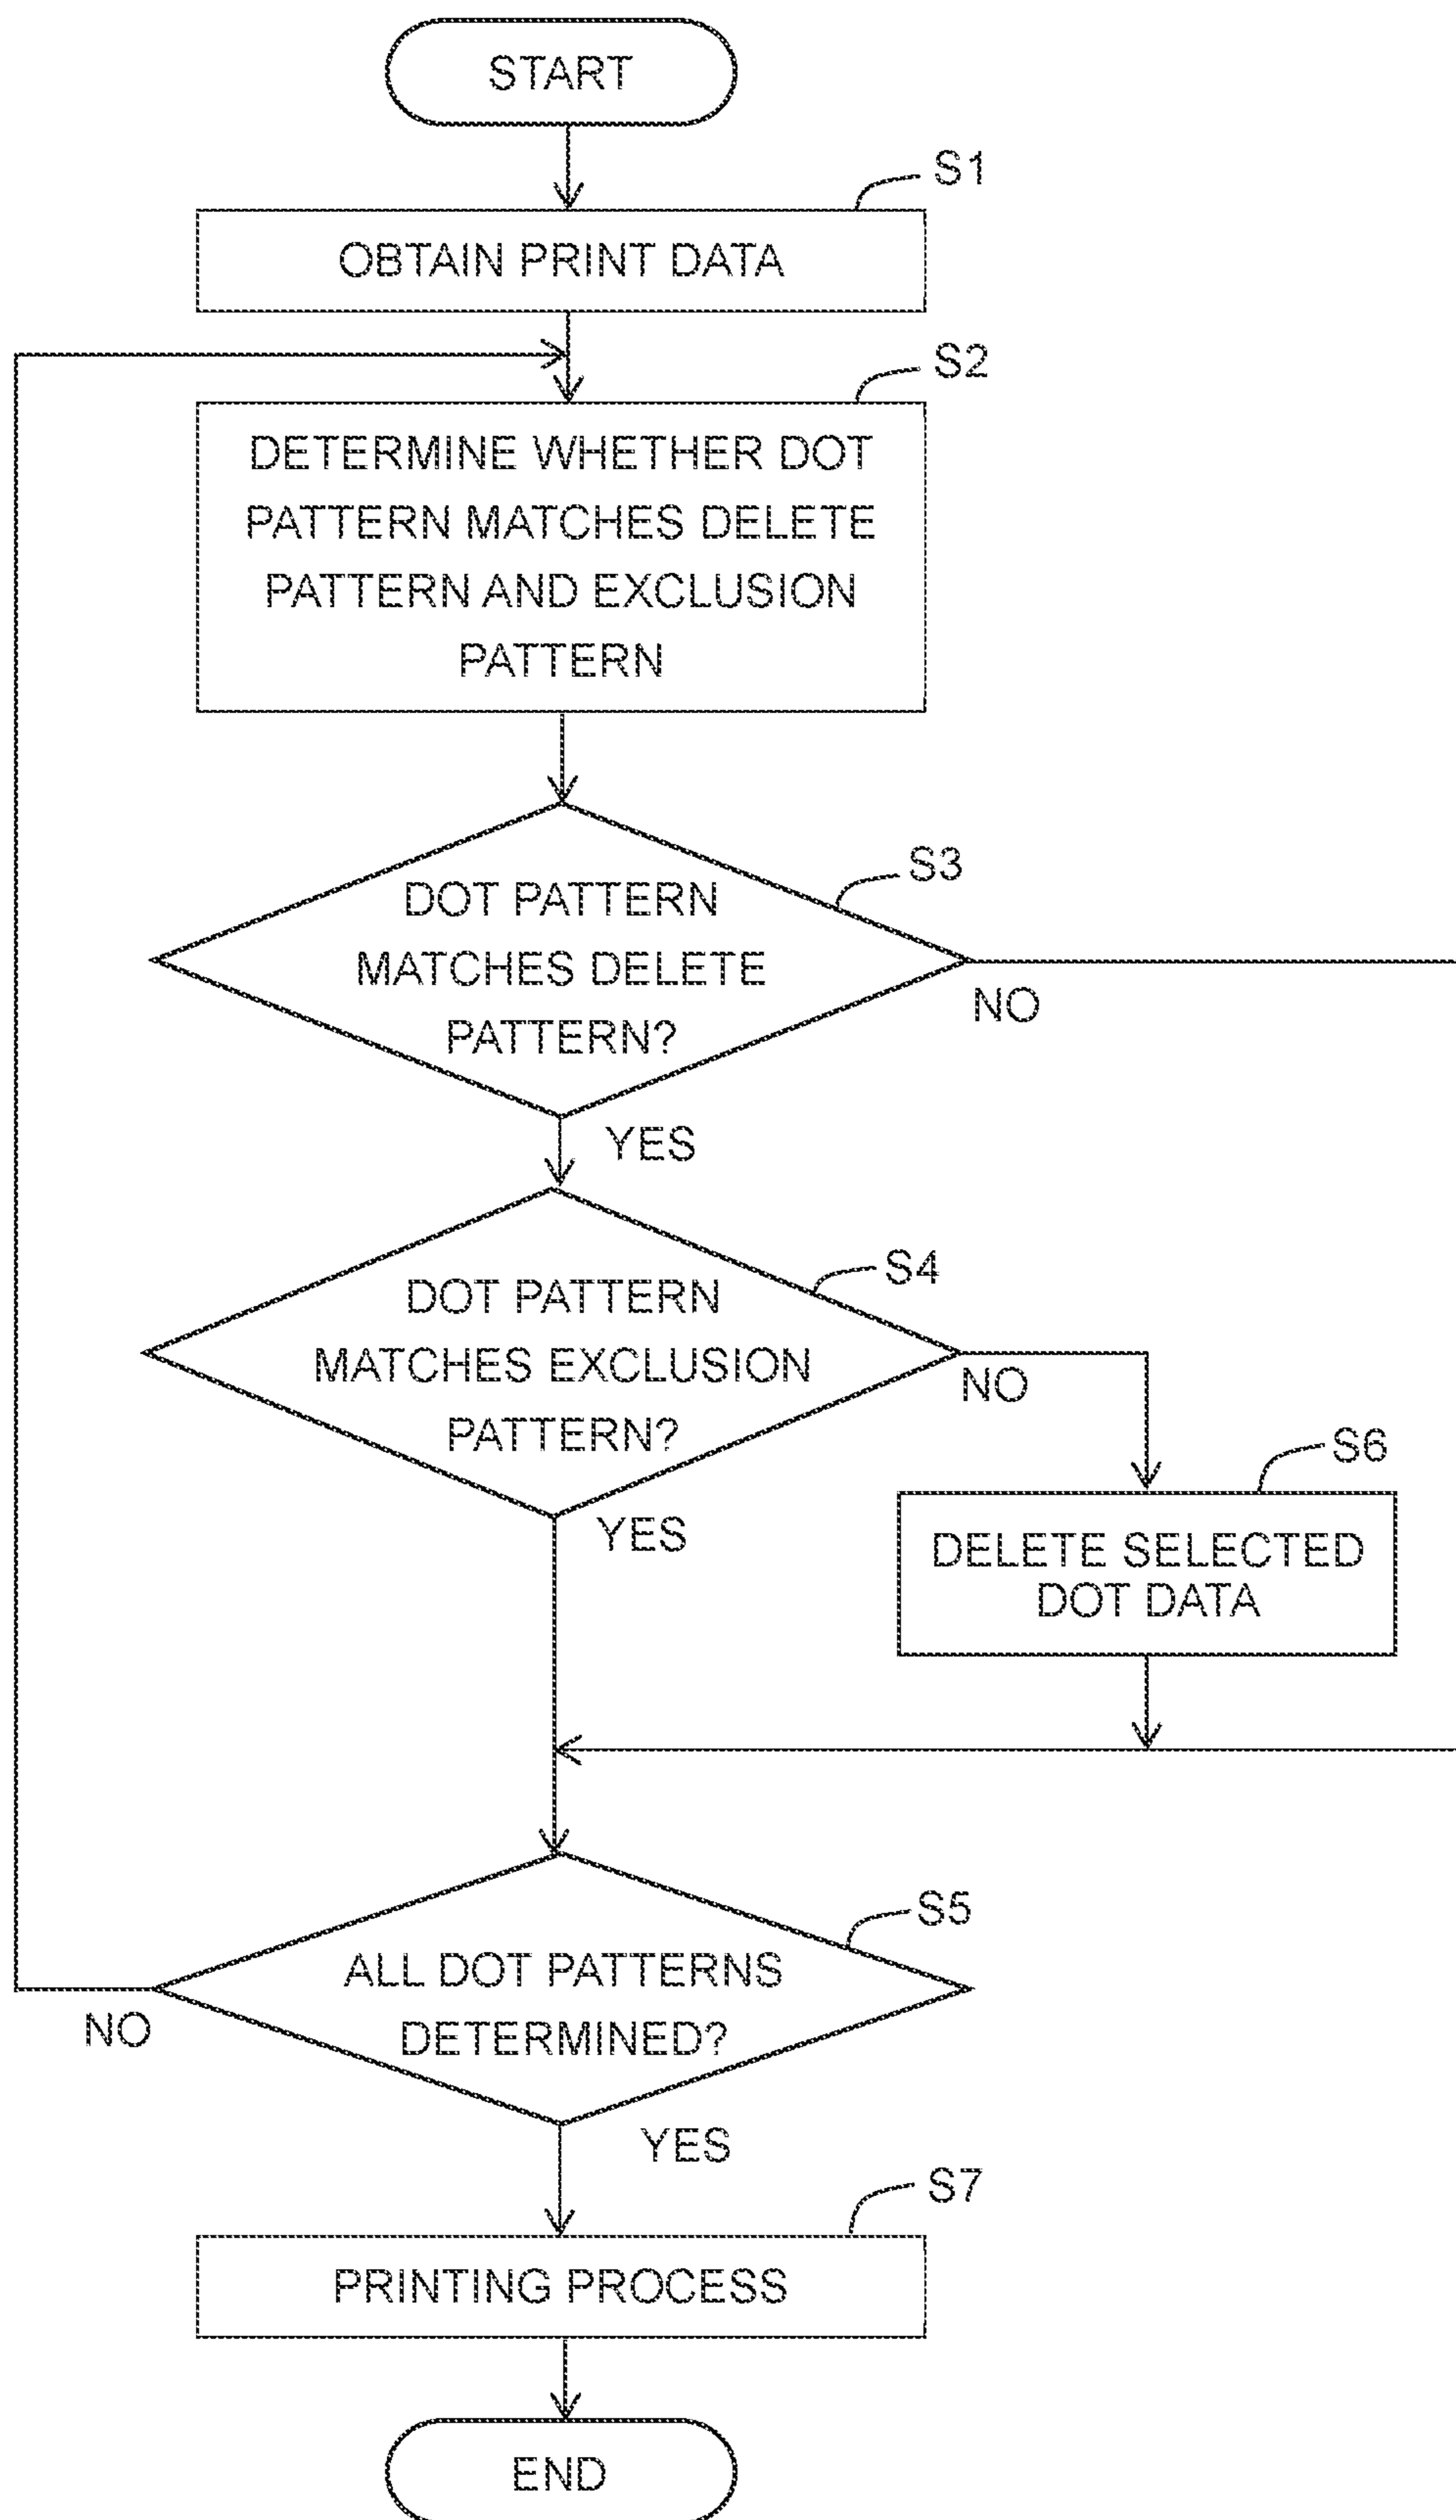 START
S1
OBTAIN PRINT DATA
S2
DETERMINE WHETHER DOT
PATTERN MATCHES DELETE
PATTERN AND EXCLUSION
PATTERN
S3
DOT PATTERN
MATCHES DELETE
PATTERN?
NO
YES
S4
DOT PATTERN
MATCHES EXCLUSION
PATTERN?
NO
YES
S6
DELETE SELECTED
DOT DATA
S5
ALL DOT PATTERNS
DETERMINED?
NO
YES
S7
PRINTING PROCESS
END